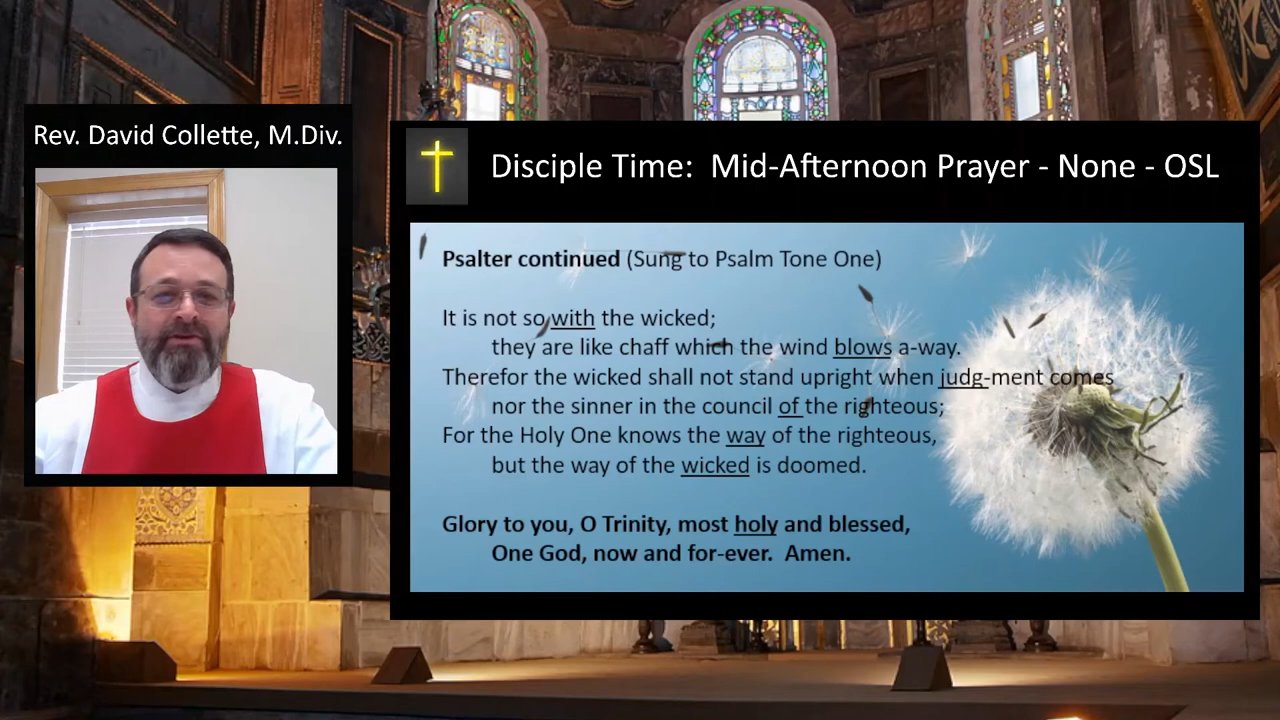 Rev. David Collette, M.Div.
Disciple Time: Mid-Afternoon Prayer - None - OSL
Psalter continued (Sung to Psalm Tone One)
It is not so with the wicked;
they are like chaff which the wind blows a-way.
Therefor the wicked shall not stand upright when judg-ment comes
nor the sinner in the council of the righteous;
For the Holy One knows the way of the righteous,
but the way of the wicked is doomed.
Glory to you, O Trinity, most holy and blessed,
One God, now and for-ever. Amen.